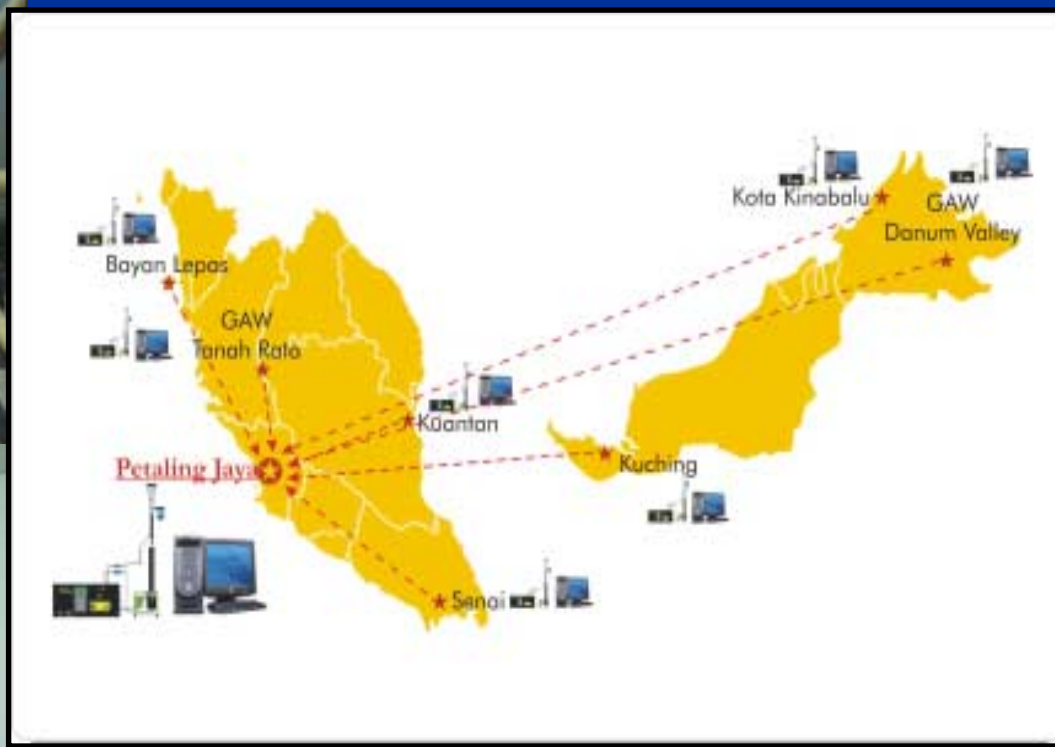 Kota Kinabalu
GAW
Danum Valley
Bayan Lepas
GAW
Tanah Rata
Kuantan
Petaling Jaya
Kuching
Senai